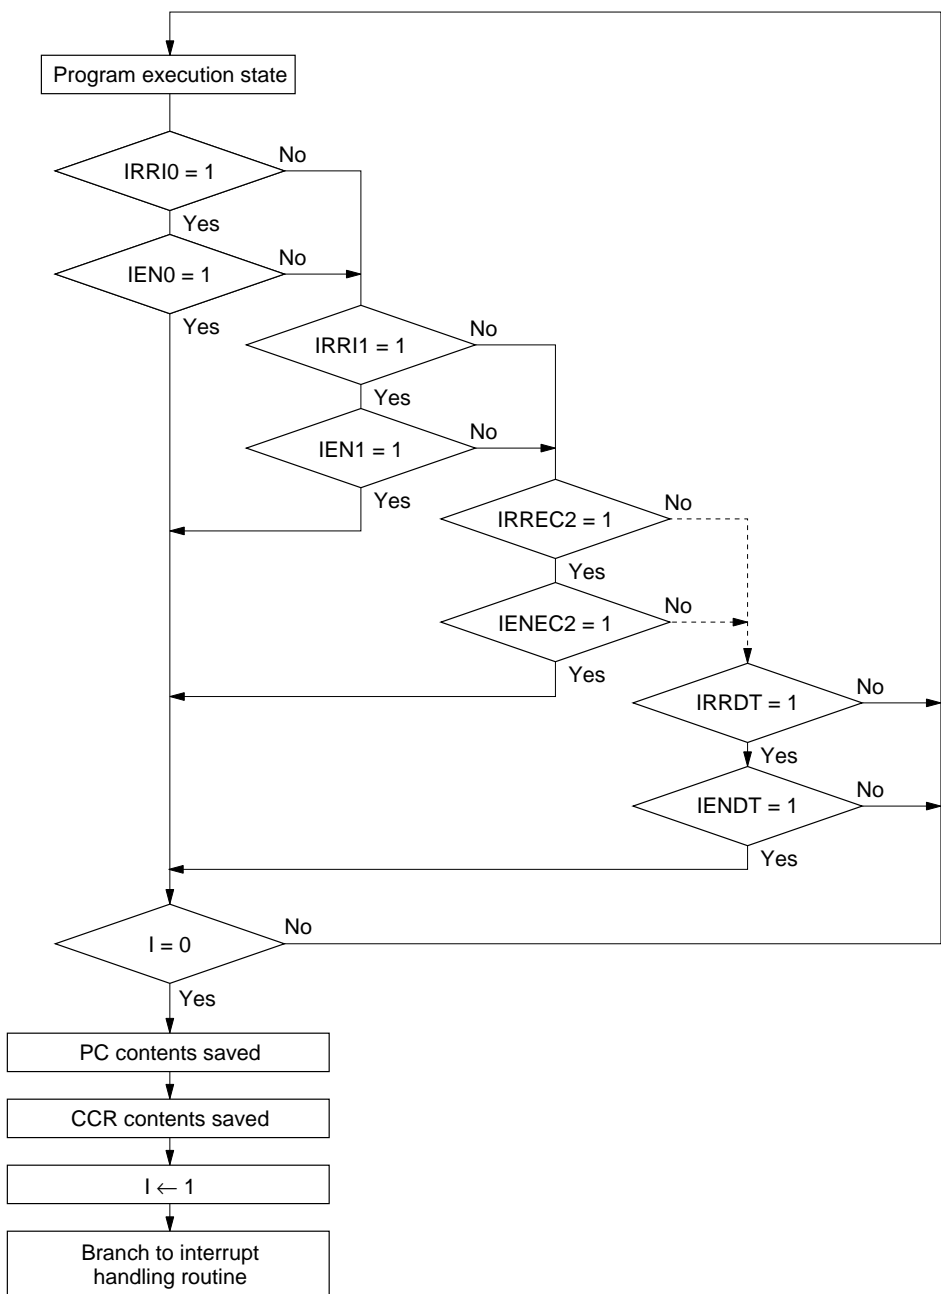 Program execution state
IRRI0 = 1
No
Yes
IEN0 = 1
No
Yes
IRRI1 = 1
No
Yes
IEN1 = 1
No
Yes
IRREC2 = 1
No
Yes
IENEC2 = 1
No
Yes
IRRDT = 1
No
Yes
IENDT = 1
No
Yes
I = 0
No
Yes
PC contents saved
CCR contents saved
I ← 1
Branch to interrupt
handling routine